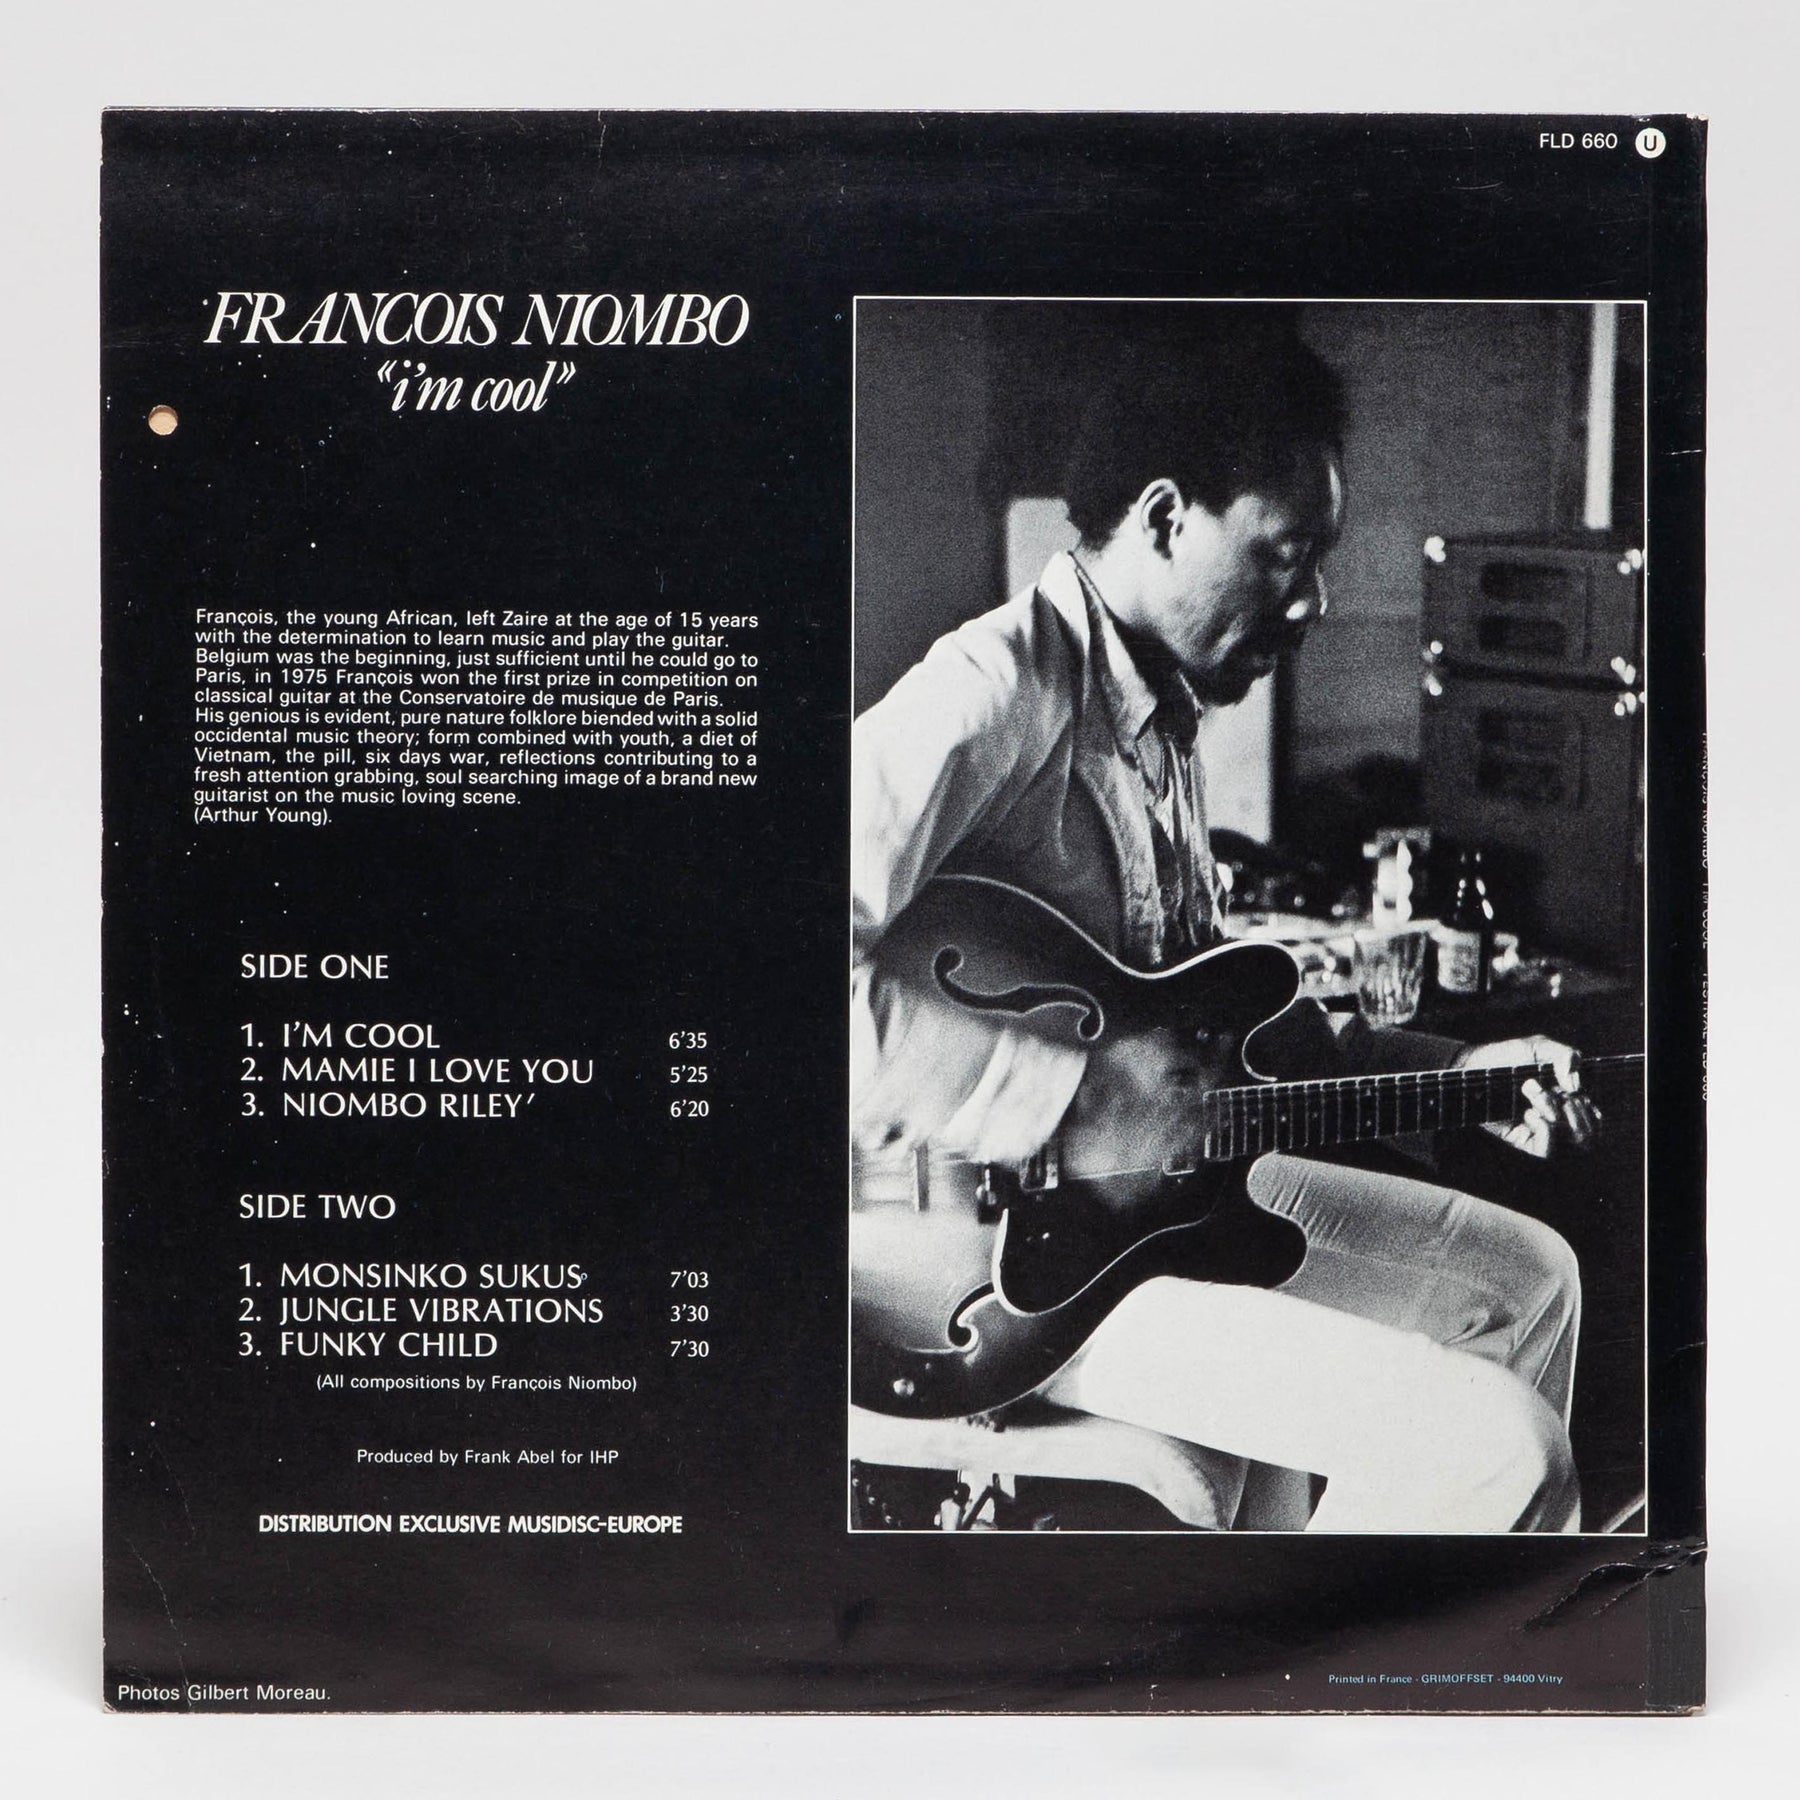 FLD 660 U
FRANCOIS NIOMBO
“i'm cool”
François, the young African, left Zaire at the age of 15 years
with the determination to learn music and play the guitar.
Belgium was the beginning, just sufficient until he could go to
Paris, in 1975 François won the first prize in competition on
classical guitar at the Conservatoire de musique de Paris.
His genious is evident, pure nature folklore biended with a solid
occidental music theory; form combined with youth, a diet of
Vietnam, the pill, six days war, reflections contributing to a
fresh attention grabbing, soul searching image of a brand new
guitarist on the music loving scene.
(Arthur Young).
SIDE ONE
1. I'M COOL 6'35
2. MAMIE I LOVE YOU 5'25
3. NIOMBO RILEY' 6'20
SIDE TWO
1. MONSINKO SUKUS 7'03
2. JUNGLE VIBRATIONS 3'30
3. FUNKY CHILD 7'30
(All compositions by François Niombo)
Produced by Frank Abel for IHP
DISTRIBUTION EXCLUSIVE MUSIDISC-EUROPE
Photos Gilbert Moreau.
Printed in France - GRIMOFFSET - 94400 Vitry